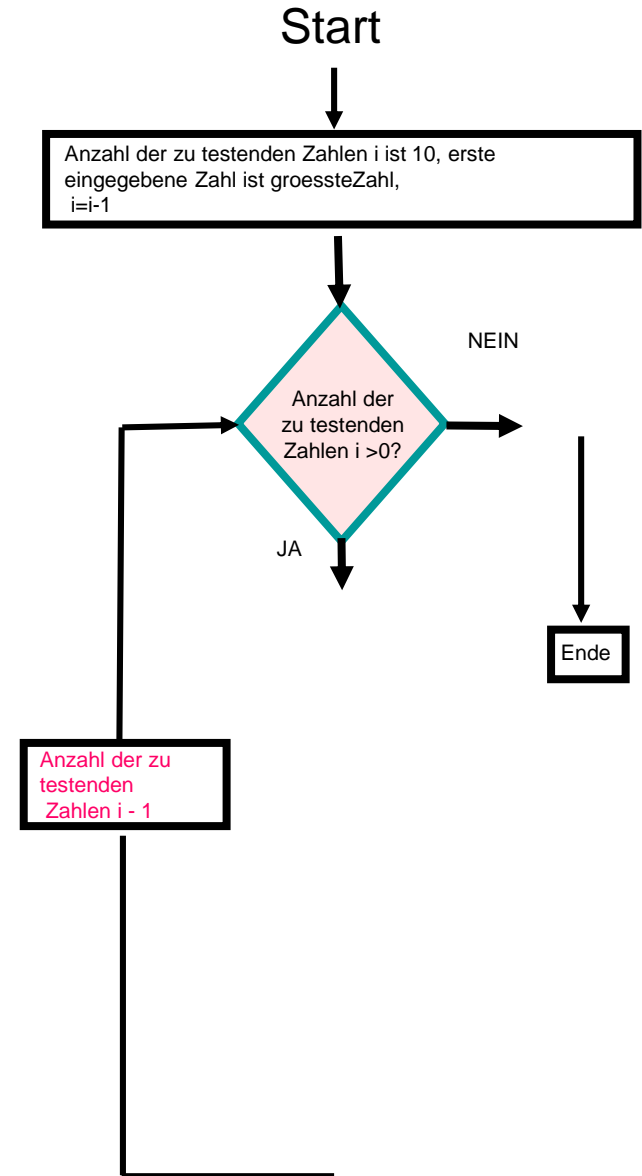 Start
Anzahl der zu testenden Zahlen i ist 10, erste
eingegebene Zahl ist groessteZahl,
i=i-1
NEIN
Anzahl der
zu testenden
Zahlen i >0?
JA
Ende
Anzahl der zu
testenden
Zahlen i - 1